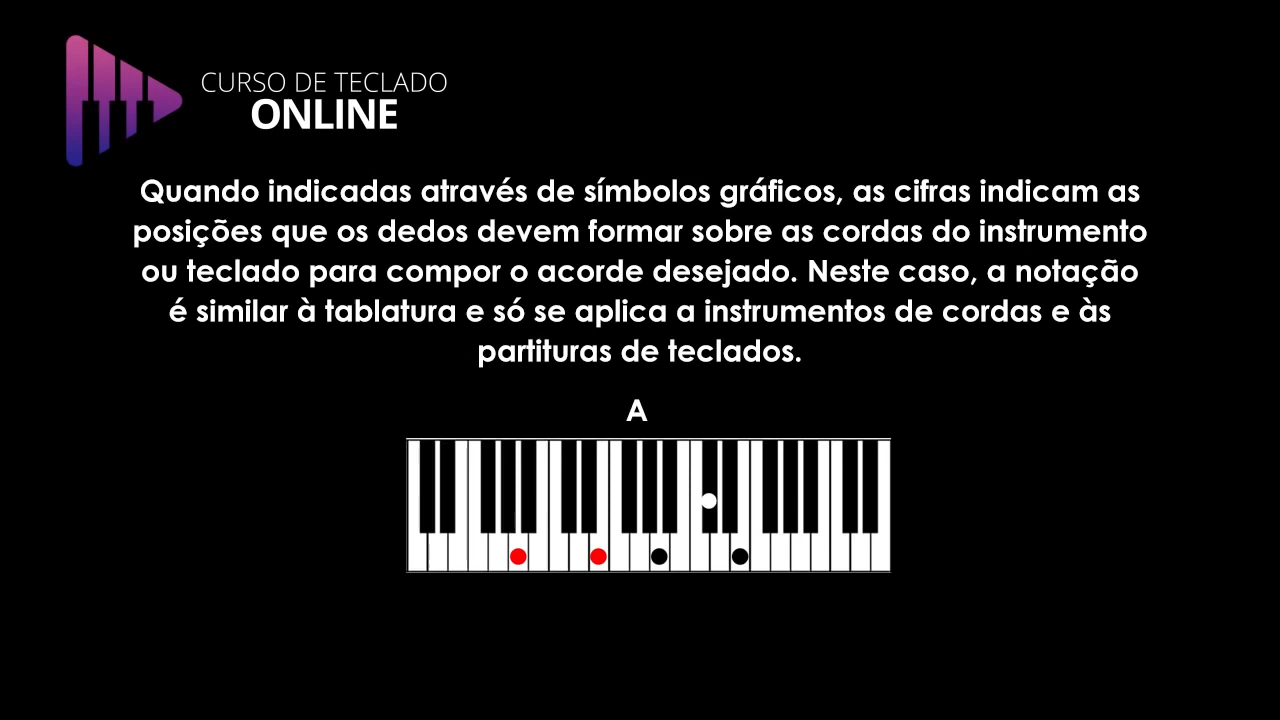 CURSO DE TECLADO
ONLINE
Quando indicadas através de símbolos gráficos, as cifras indicam as
posições que os dedos devem formar sobre as cordas do instrumento
ou teclado para compor o acorde desejado. Neste caso, a notação
é similar à tablatura e só se aplica a instrumentos de cordas e às
partituras de teclados.
A